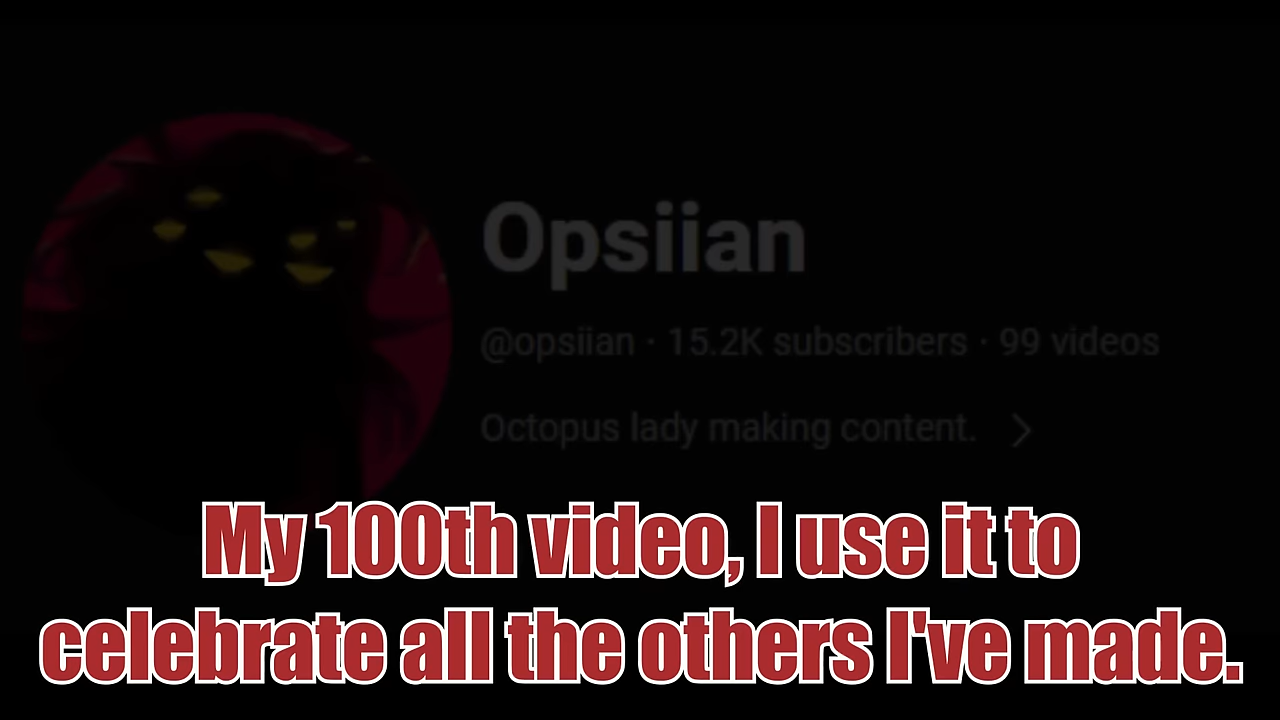 Opsiian
@opsiian · 15.2K subscribers · 99 videos
Octopus lady making content.
My 100th video, I use it to
celebrate all the others I've made.